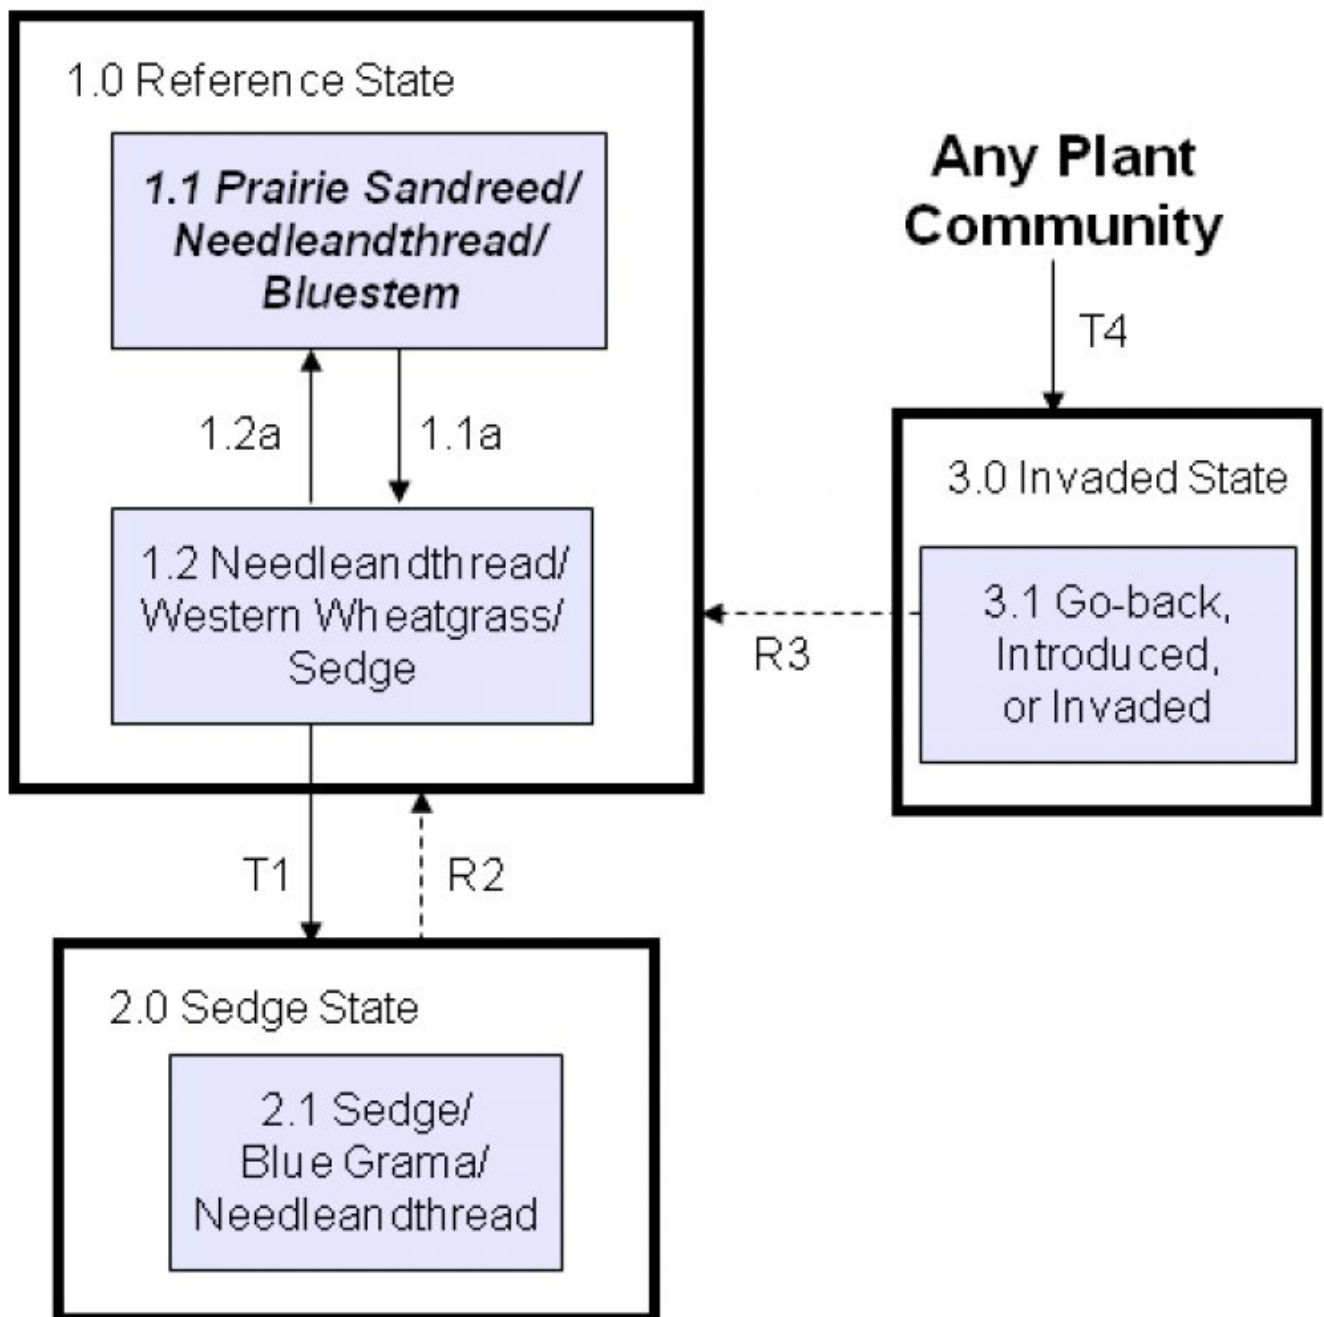 1.0 Reference State
1.1 Prairie Sandreed/
Needleandthread/
Bluestem
1.2a
1.1a
1.2 Needleandthread/
Western Wheatgrass/
Sedge
Any Plant
Community
T4
3.0 Invaded State
3.1 Go-back,
Introduced,
or Invaded
R3
T1
R2
2.0 Sedge State
2.1 Sedge/
Blue Grama/
Needleandthread